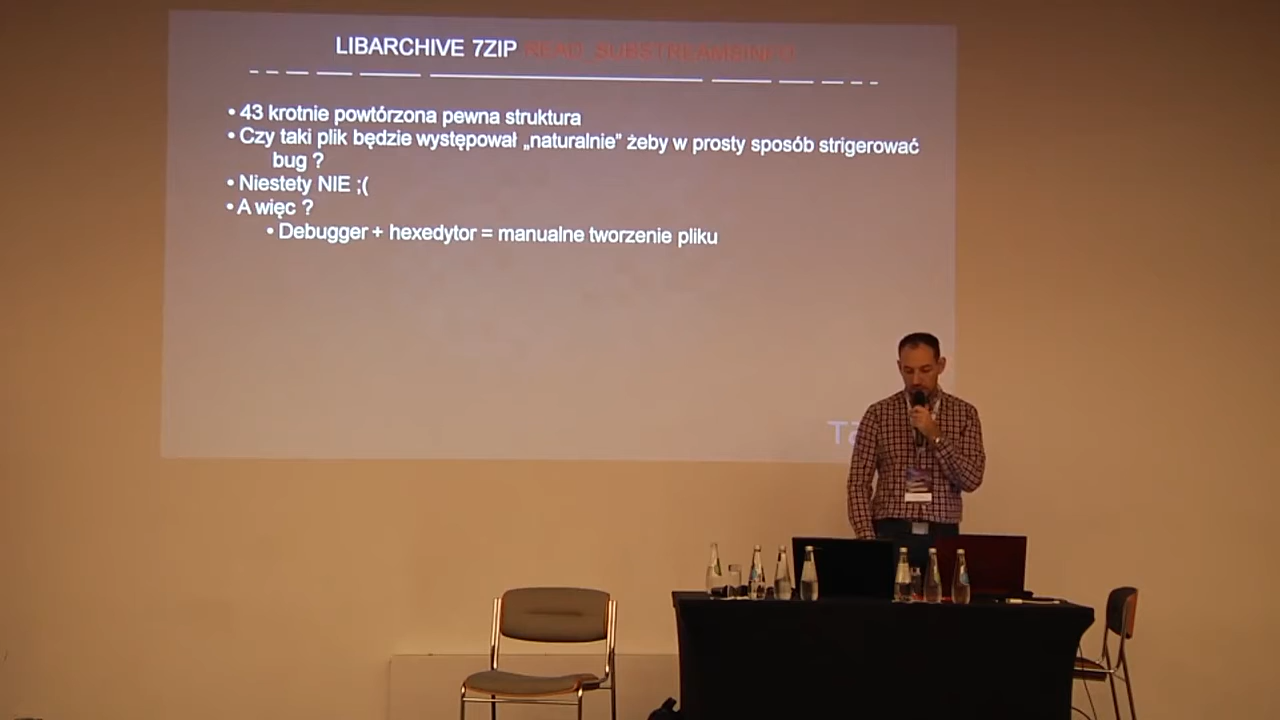 LIBARCHIVE 7ZIP READ_SUBSTREAMSINFO
• 43 krotnie powtórzona pewna struktura
• Czy taki plik będzie występował „naturalnie” żeby w prosty sposób strigerować
bug ?
• Niestety NIE ;(
• A więc ?
• Debugger + hexedytor = manualne tworzenie pliku